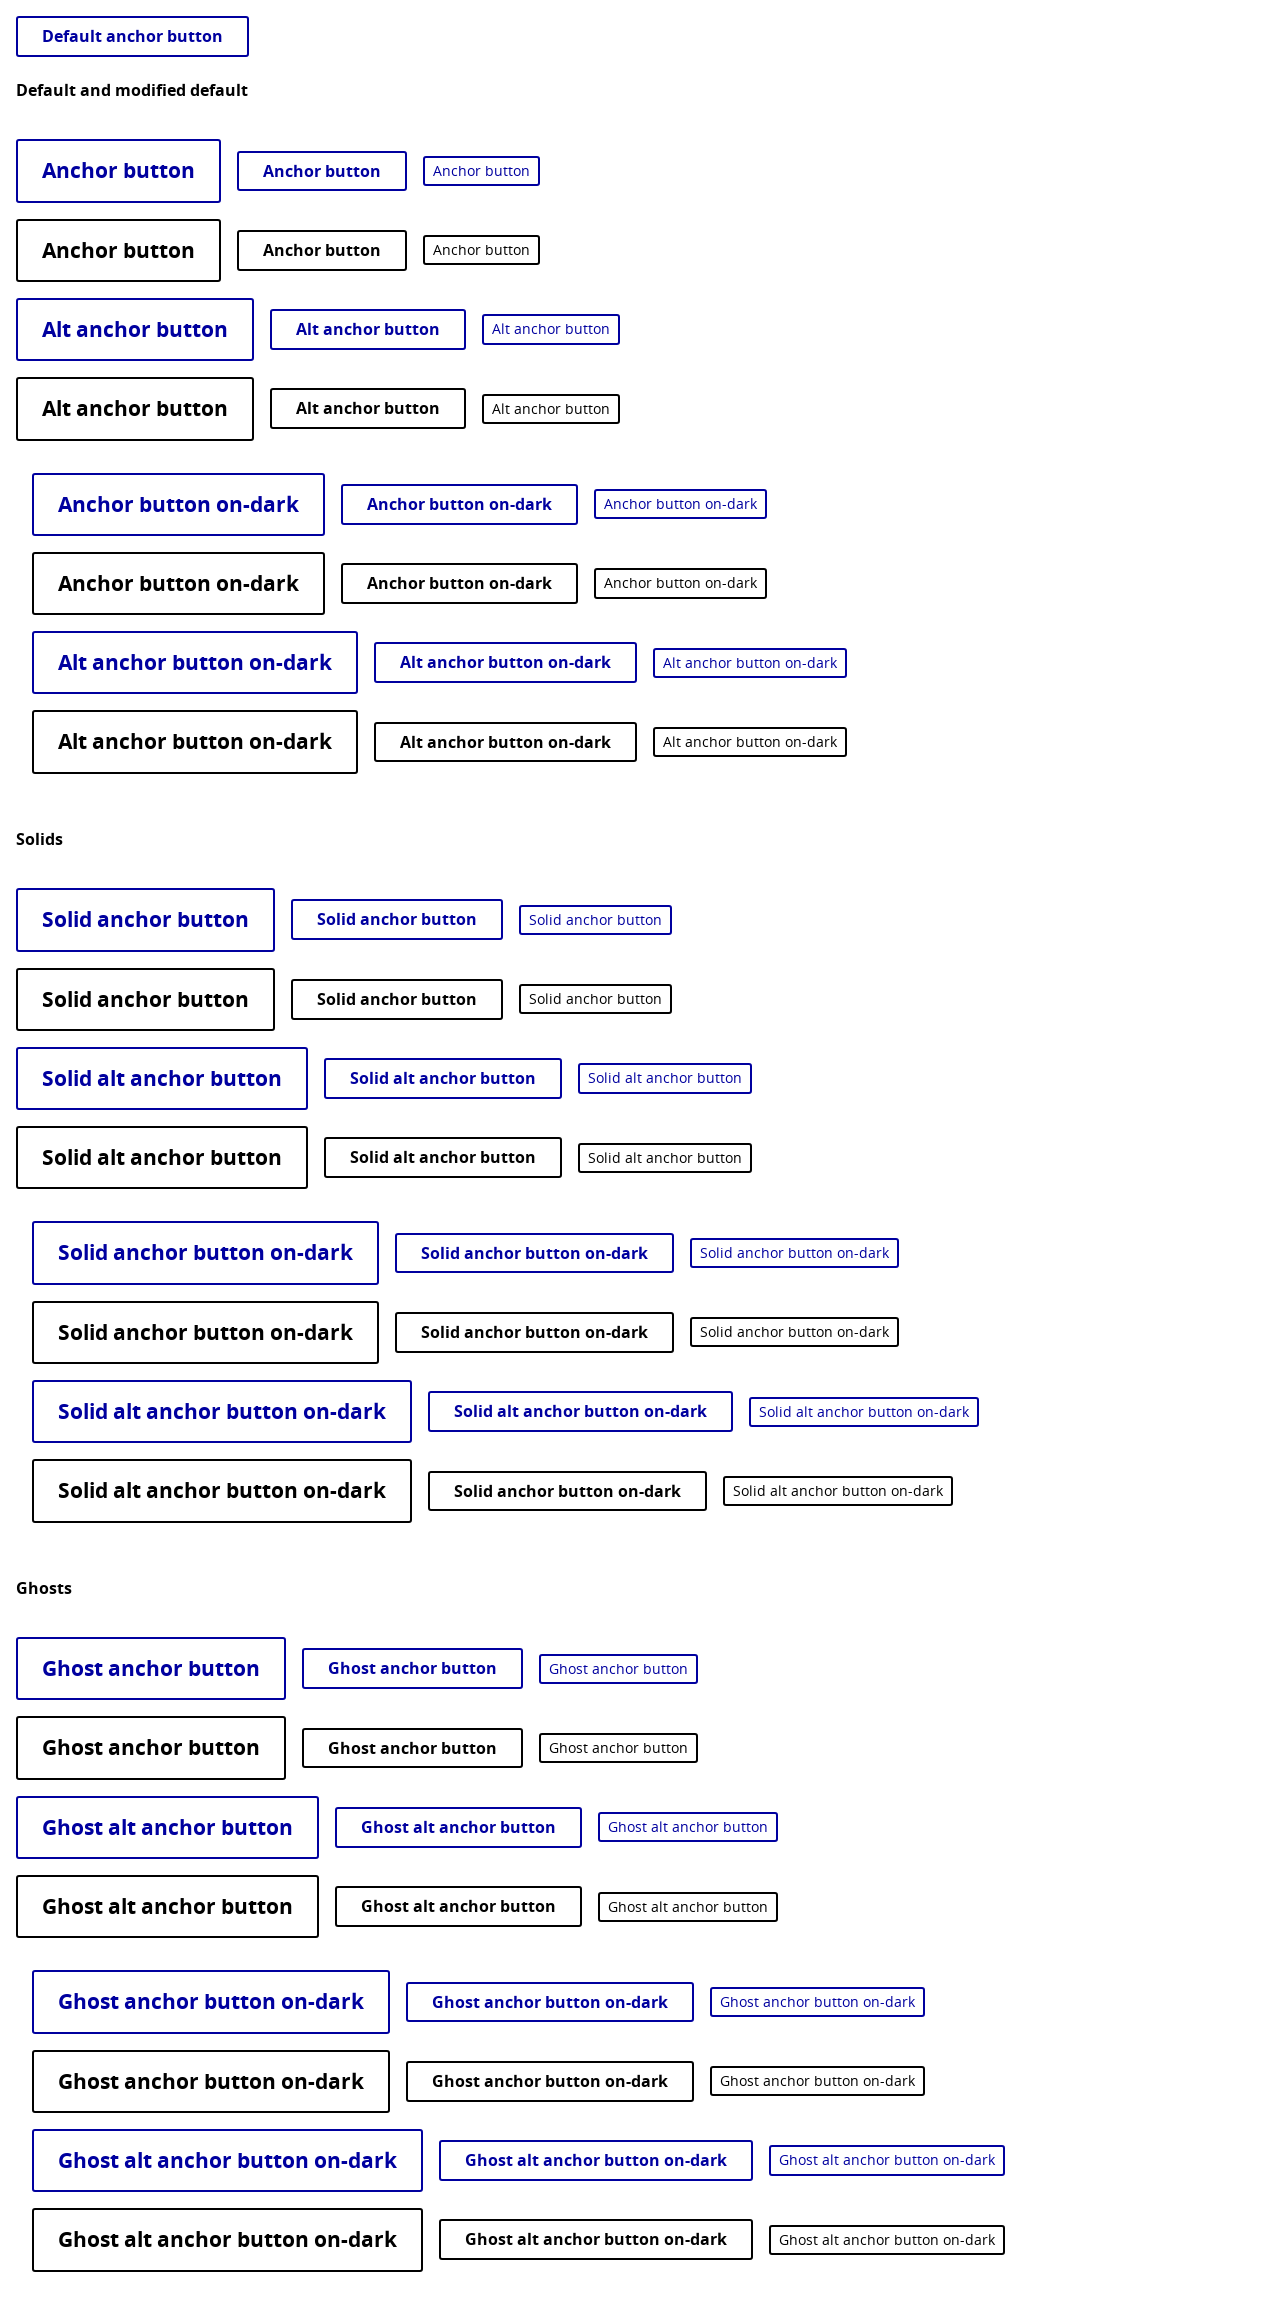 Default anchor button
Default and modified default
Anchor button Anchor button Anchor button
Anchor button Anchor button Anchor button
Alt anchor button Alt anchor button Alt anchor button
Alt anchor button Alt anchor button Alt anchor button
Anchor button on-dark Anchor button on-dark Anchor button on-dark
Anchor button on-dark Anchor button on-dark Anchor button on-dark
Alt anchor button on-dark Alt anchor button on-dark Alt anchor button on-dark
Alt anchor button on-dark Alt anchor button on-dark Alt anchor button on-dark
Solids
Solid anchor button Solid anchor button Solid anchor button
Solid anchor button Solid anchor button Solid anchor button
Solid alt anchor button Solid alt anchor button Solid alt anchor button
Solid alt anchor button Solid alt anchor button Solid alt anchor button
Solid anchor button on-dark Solid anchor button on-dark Solid anchor button on-dark
Solid anchor button on-dark Solid anchor button on-dark Solid anchor button on-dark
Solid alt anchor button on-dark Solid alt anchor button on-dark Solid alt anchor button on-dark
Solid alt anchor button on-dark Solid anchor button on-dark Solid alt anchor button on-dark
Ghosts
Ghost anchor button Ghost anchor button Ghost anchor button
Ghost anchor button Ghost anchor button Ghost anchor button
Ghost alt anchor button Ghost alt anchor button Ghost alt anchor button
Ghost alt anchor button Ghost alt anchor button Ghost alt anchor button
Ghost anchor button on-dark Ghost anchor button on-dark Ghost anchor button on-dark
Ghost anchor button on-dark Ghost anchor button on-dark Ghost anchor button on-dark
Ghost alt anchor button on-dark Ghost alt anchor button on-dark Ghost alt anchor button on-dark
Ghost alt anchor button on-dark Ghost alt anchor button on-dark Ghost alt anchor button on-dark